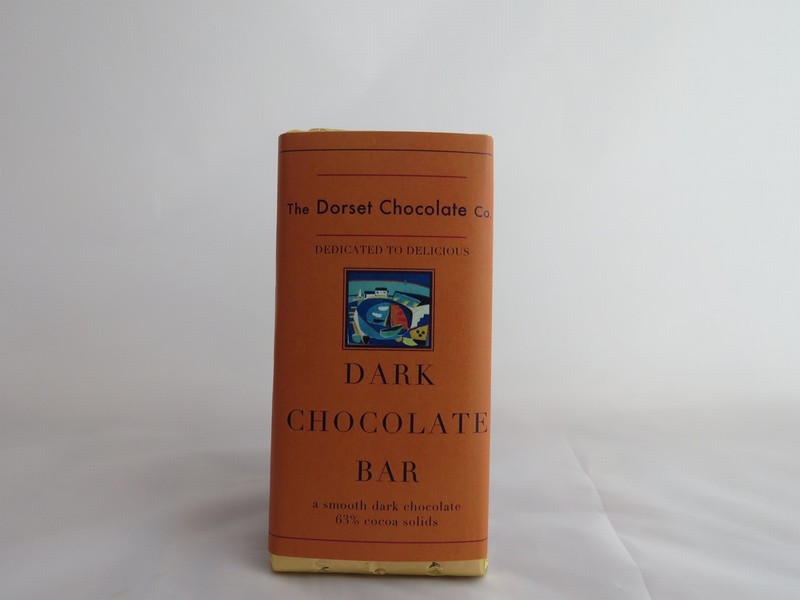 The Dorset Chocolate Co.
DEDICATED TO DELICIOUS
DARK
CHOCOLATE
BAR
a smooth dark chocolate
63% cocoa solids